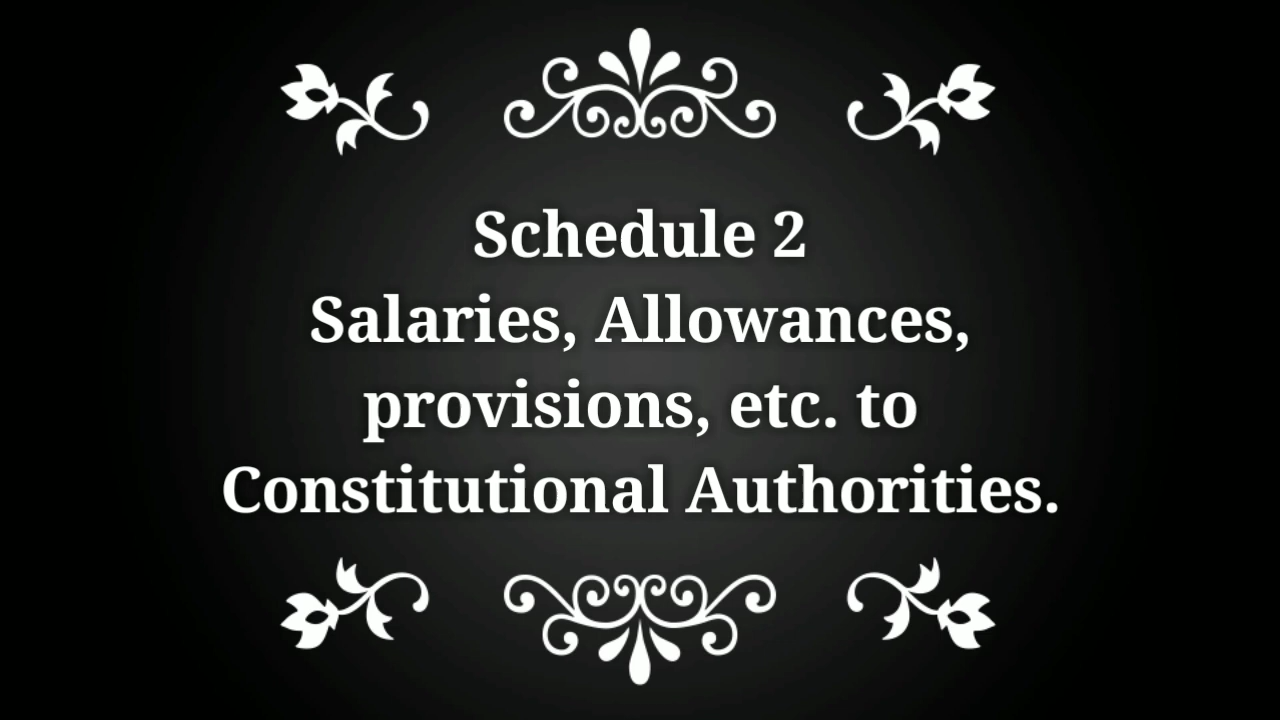 Schedule 2
Salaries, Allowances,
provisions, etc. to
Constitutional Authorities.